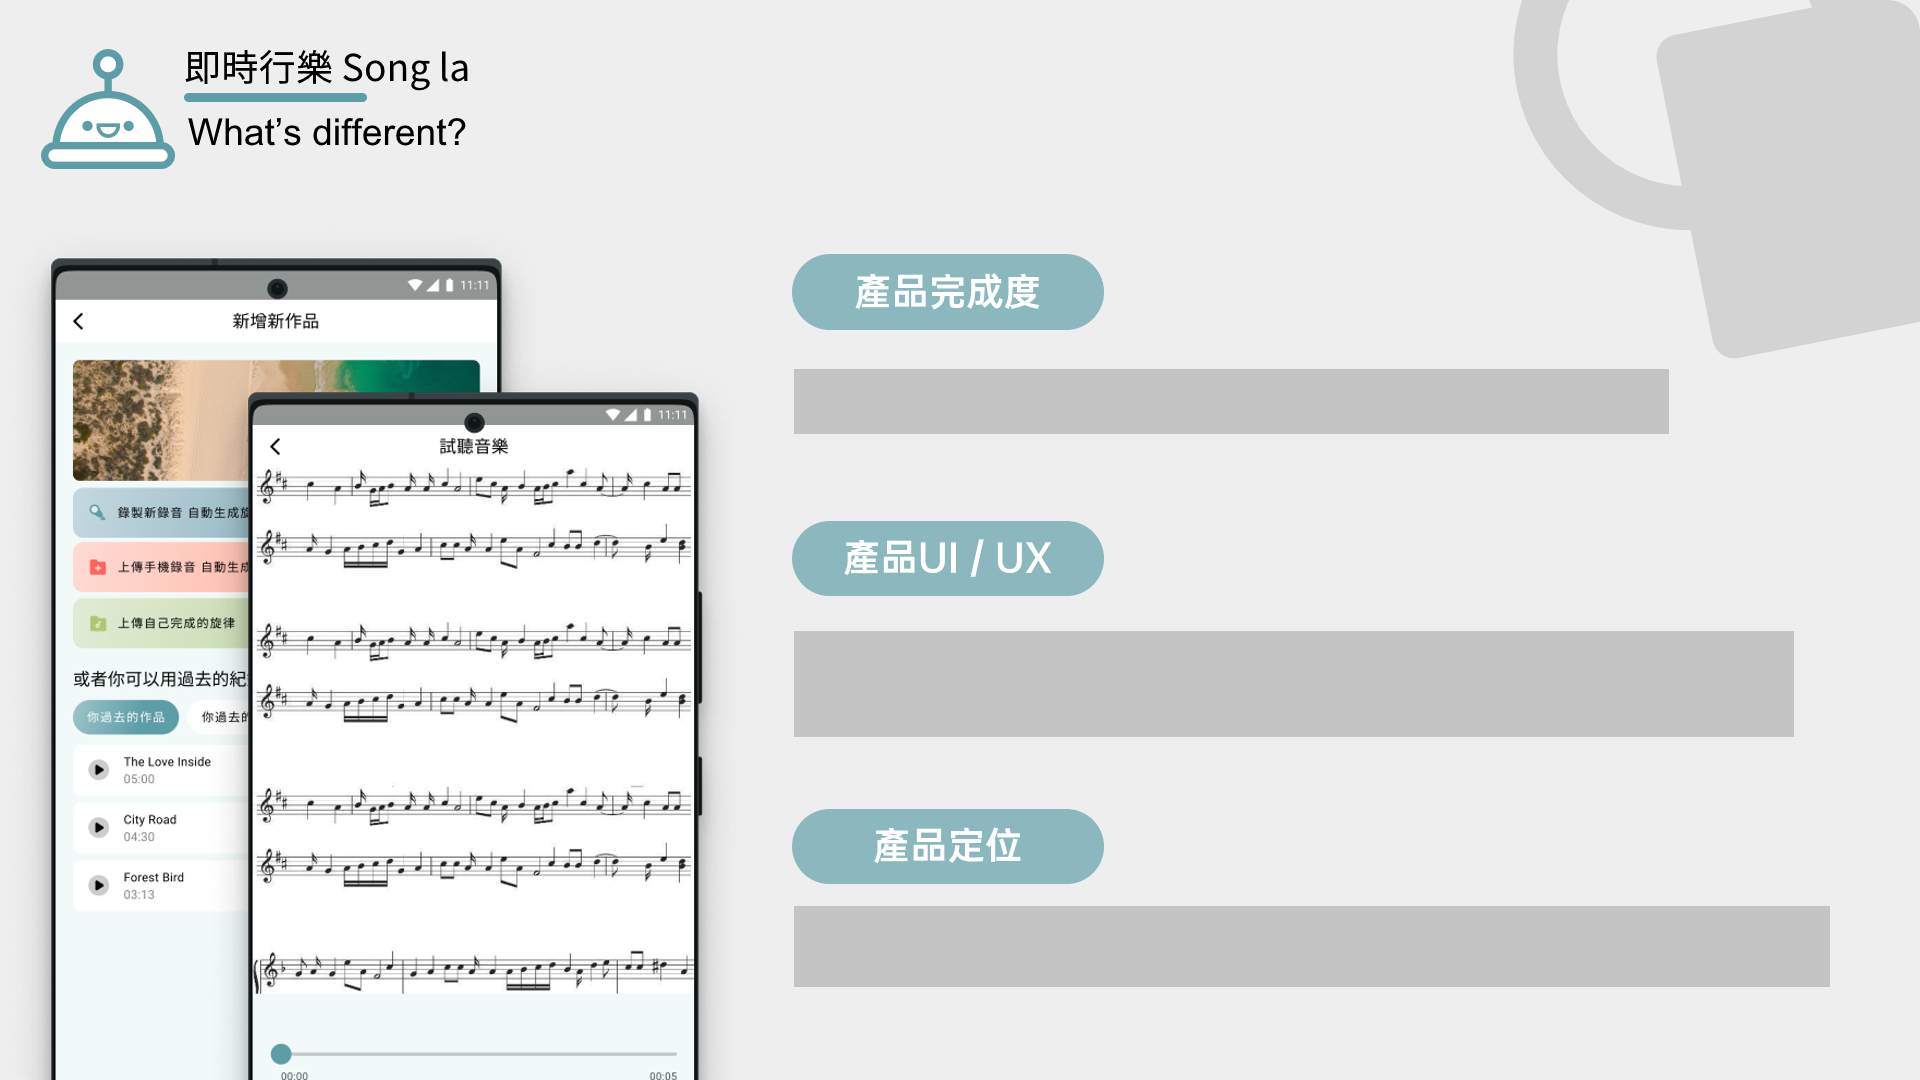 即時行樂 Song la
What's different?
11:11
新增新作品
錄製新錄音 自動生成旋
上傳手機錄音 自動生成
上傳自己完成的旋律
或者你可以用過去的紀
你過去的作品
你過去的
The Love Inside
05:00
City Road
04:30
Forest Bird
03:13
11:11
試聽音樂
00:00
00:05
產品完成度
產品UI / UX
產品定位